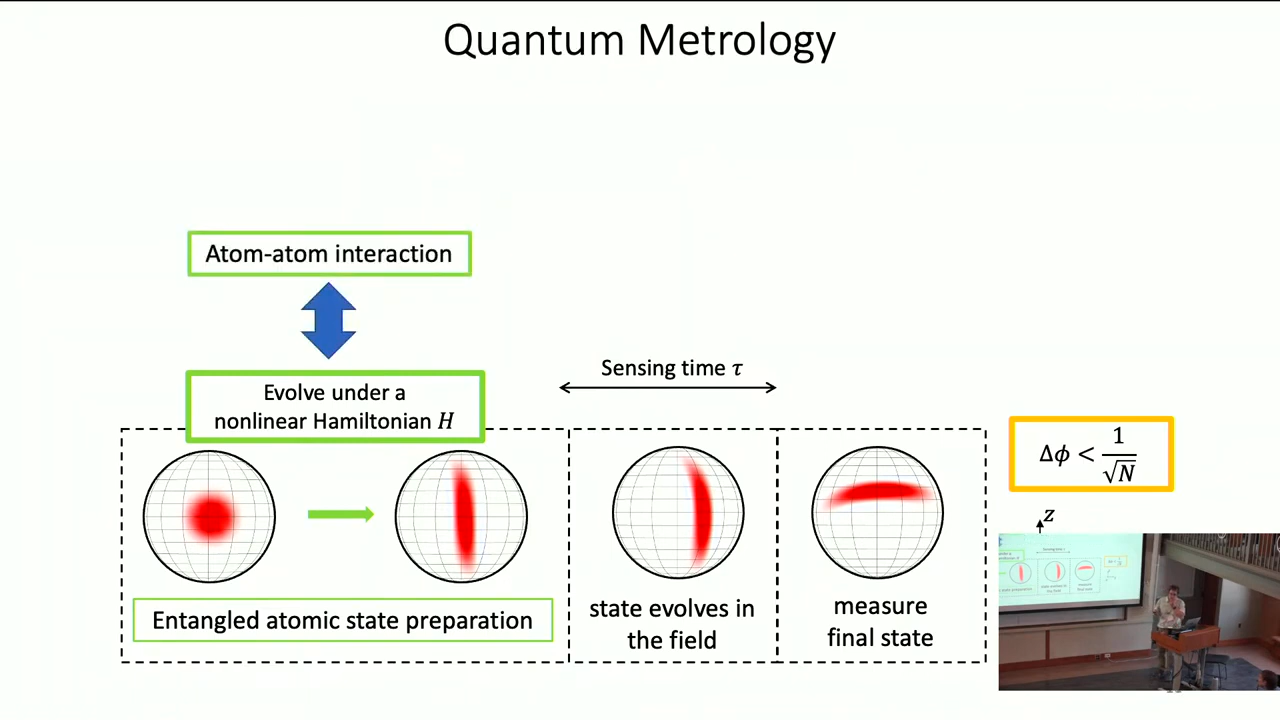 Quantum Metrology
Atom-atom interaction
Evolve under a
nonlinear Hamiltonian H
Sensing time τ
Δϕ < 1/√N
z
Entangled atomic state preparation
state evolves in
the field
measure
final state